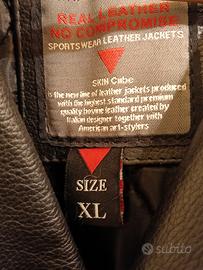 REAL LEATHER
NO COMPROMISE
SPORTSWEAR LEATHER JACKETS
SKIN Cube
is the new line of leather jackets produced
with the highest standard premium
quality bovine leather created by
Italian designer together with
American art-stylers
SIZE
XL
subito